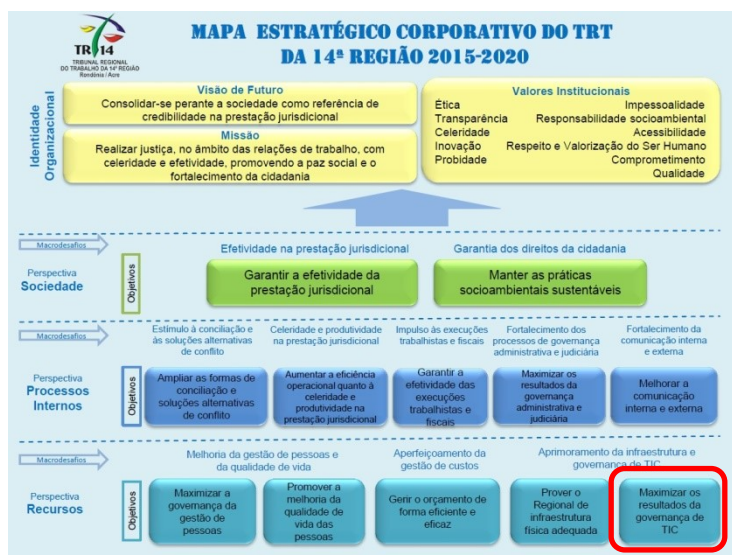 MAPA ESTRATÉGICO CORPORATIVO DO TRT
DA 14ª REGIÃO 2015-2020
TR14
TRIBUNAL REGIONAL
DO TRABALHO DA 14ª REGIÃO
Rondônia / Acre
Identidade
Organizacional
Visão de Futuro
Consolidar-se perante a sociedade como referência de
credibilidade na prestação jurisdicional
Missão
Realizar justiça, no âmbito das relações de trabalho, com
celeridade e efetividade, promovendo a paz social e o
fortalecimento da cidadania
Valores Institucionais
Ética Impessoalidade
Transparência Responsabilidade socioambiental
Celeridade Acessibilidade
Inovação Respeito e Valorização do Ser Humano
Probidade Comprometimento
Qualidade
Macrodesafios
Efetividade na prestação jurisdicional
Garantia dos direitos da cidadania
Perspectiva
Sociedade
Objetivos
Garantir a efetividade da
prestação jurisdicional
Manter as práticas
socioambientais sustentáveis
Macrodesafios
Estímulo à conciliação e
às soluções alternativas
de conflito
Celeridade e produtividade
na prestação jurisdicional
Impulso às execuções
trabalhistas e fiscais
Fortalecimento dos
processos de governança
administrativa e judiciária
Fortalecimento da
comunicação interna
e externa
Perspectiva
Processos
Internos
Objetivos
Ampliar as formas de
conciliação e
soluções alternativas
de conflito
Aumentar a eficiência
operacional quanto à
celeridade e
produtividade na
prestação jurisdicional
Garantir a
efetividade das
execuções
trabalhistas e
fiscais
Maximizar os
resultados da
governança
administrativa e
judiciária
Melhorar a
comunicação
interna e externa
Macrodesafios
Melhoria da gestão de pessoas e
da qualidade de vida
Aperfeiçoamento da
gestão de custos
Aprimoramento da infraestrutura e
governança de TIC
Perspectiva
Recursos
Objetivos
Maximizar a
governança da
gestão de
pessoas
Promover a
melhoria da
qualidade de
vida das
pessoas
Gerir o orçamento de
forma eficiente e
eficaz
Prover o
Regional de
infraestrutura
física adequada
Maximizar os
resultados da
governança de
TIC